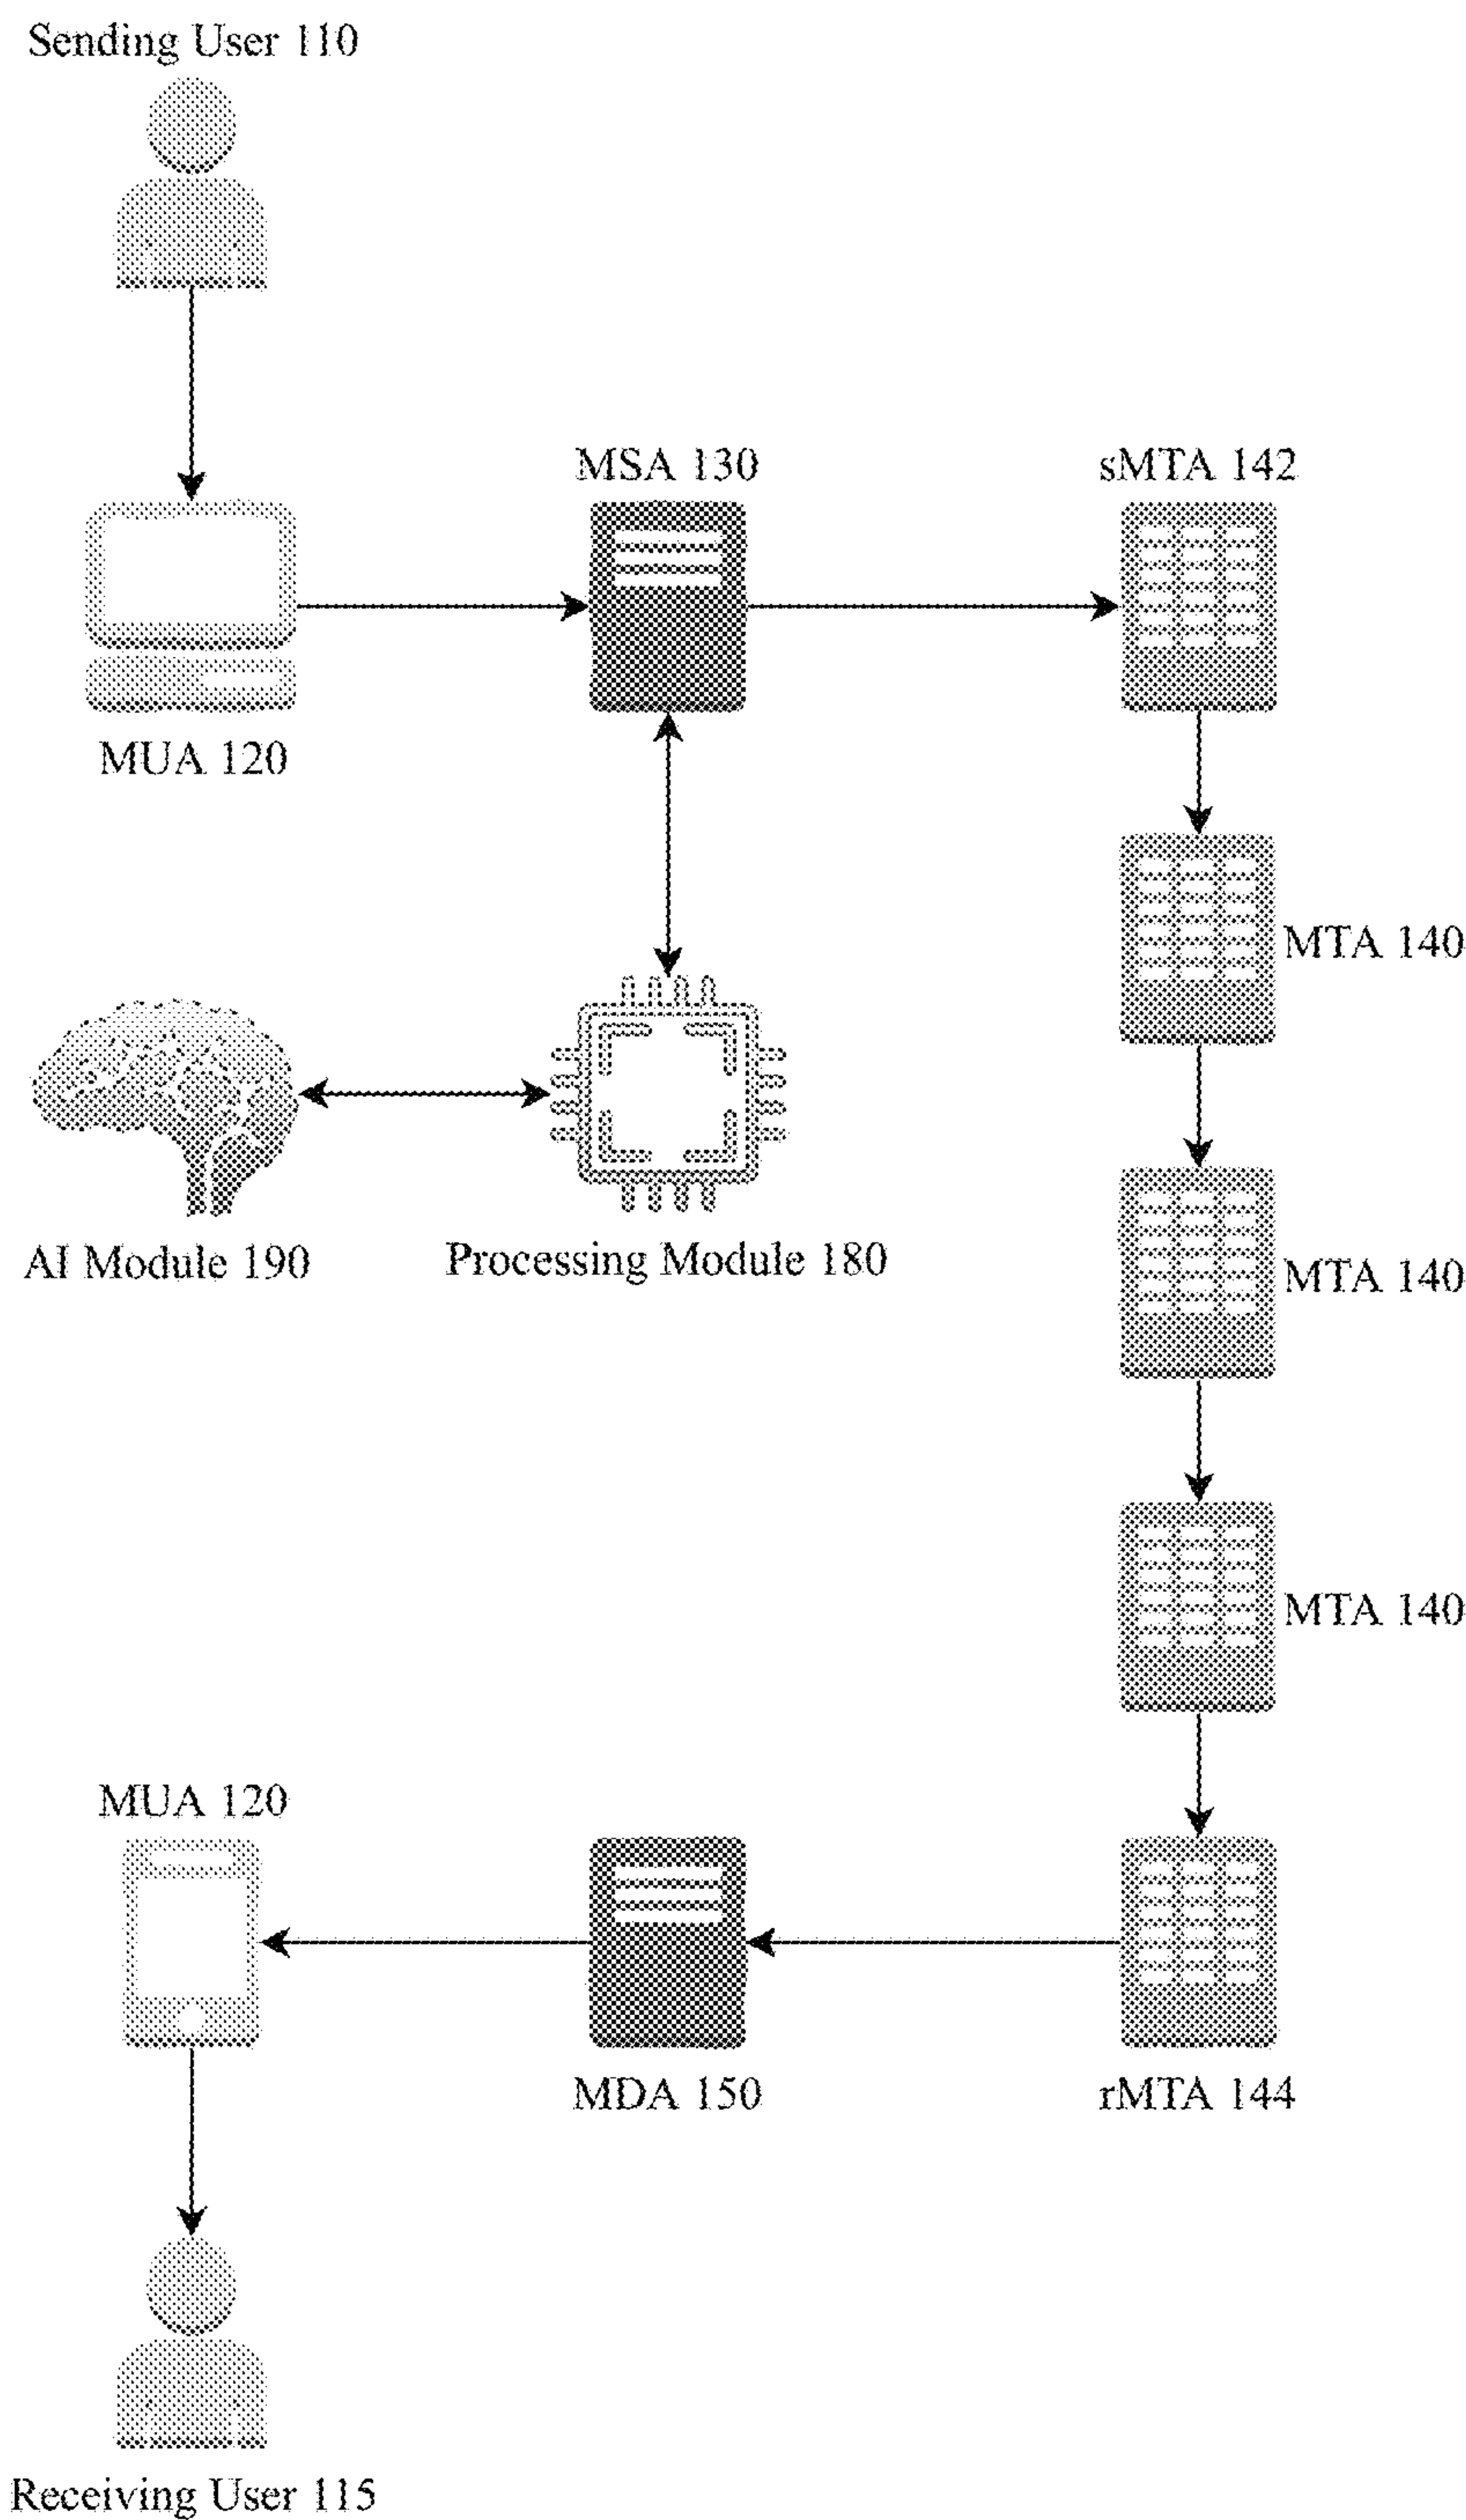 Sending User 110
MSA 130
sMTA 142
MUA 120
MTA 140
AI Module 190
Processing Module 180
MTA 140
MTA 140
MUA 120
MDA 150
rMTA 144
Receiving User 115